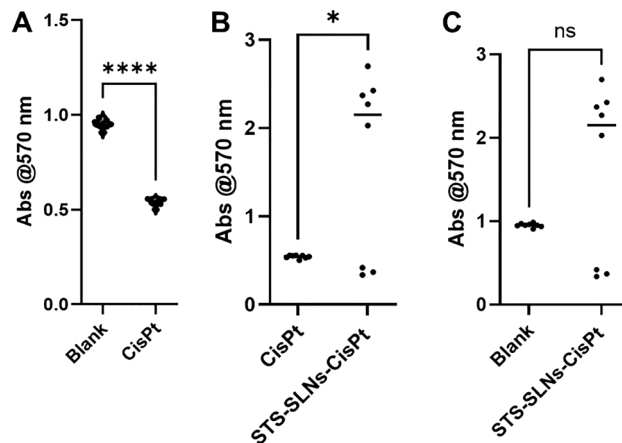 A
Abs @570 nm
1.5
1.0
0.5
0.0
****
Blank
CisPt
B
Abs @570 nm
3
2
1
0
*
CisPt
STS-SLNs-CisPt
C
Abs @570 nm
3
2
1
0
ns
Blank
STS-SLNs-CisPt